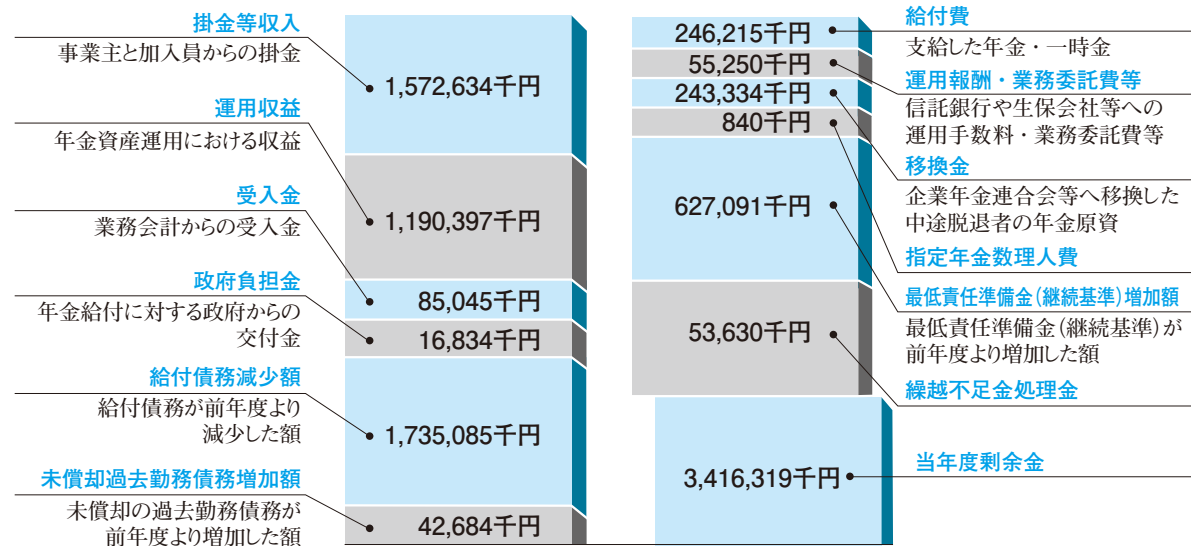 掛金等収入
事業主と加入員からの掛金
1,572,634千円
運用収益
年金資産運用における収益
1,190,397千円
受入金
業務会計からの受入金
85,045千円
政府負担金
年金給付に対する政府からの
交付金
16,834千円
給付債務減少額
給付債務が前年度より
減少した額
1,735,085千円
未償却過去勤務債務増加額
未償却の過去勤務債務が
前年度より増加した額
42,684千円
246,215千円
給付費
支給した年金・一時金
55,250千円
運用報酬・業務委託費等
信託銀行や生保会社等への
運用手数料・業務委託費等
243,334千円
移換金
企業年金連合会等へ移換した
中途脱退者の年金原資
840千円
指定年金数理人費
627,091千円
最低責任準備金(継続基準)増加額
最低責任準備金(継続基準)が
前年度より増加した額
53,630千円
繰越不足金処理金
3,416,319千円
当年度剰余金